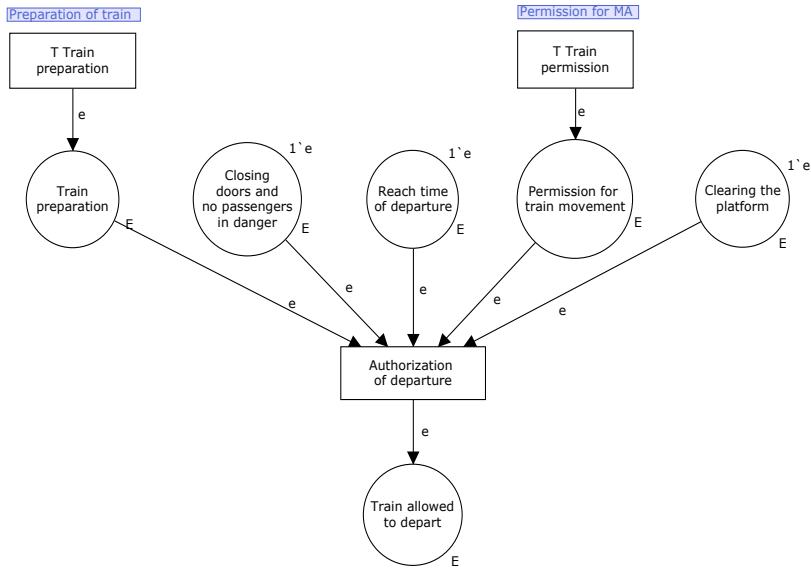 Preparation of train
Permission for MA
T Train
preparation
T Train
permission
e
e
1`e
1`e
1`e
Train
preparation
E
Closing
doors and
no passengers
in danger
E
Reach time
of departure
E
Permission for
train movement
E
Clearing the
platform
E
e
e
e
e
e
Authorization
of departure
e
Train allowed
to depart
E